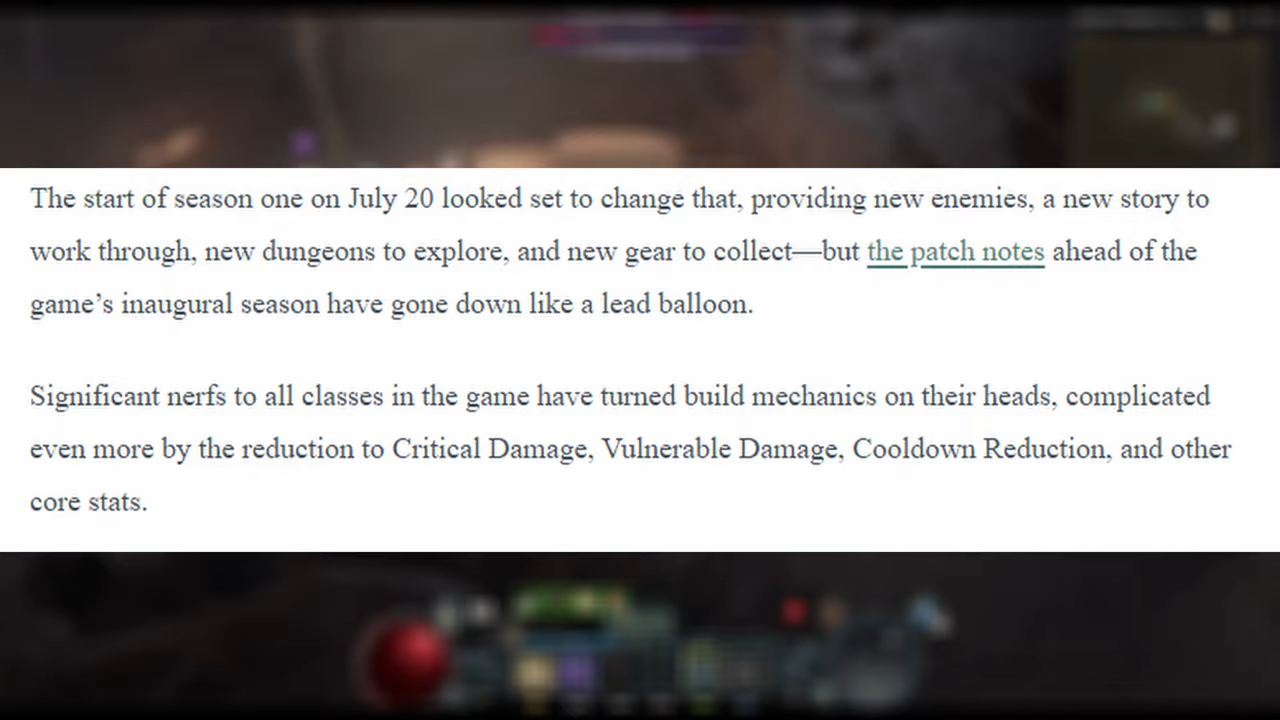 The start of season one on July 20 looked set to change that, providing new enemies, a new story to
work through, new dungeons to explore, and new gear to collect—but the patch notes ahead of the
game’s inaugural season have gone down like a lead balloon.
Significant nerfs to all classes in the game have turned build mechanics on their heads, complicated
even more by the reduction to Critical Damage, Vulnerable Damage, Cooldown Reduction, and other
core stats.